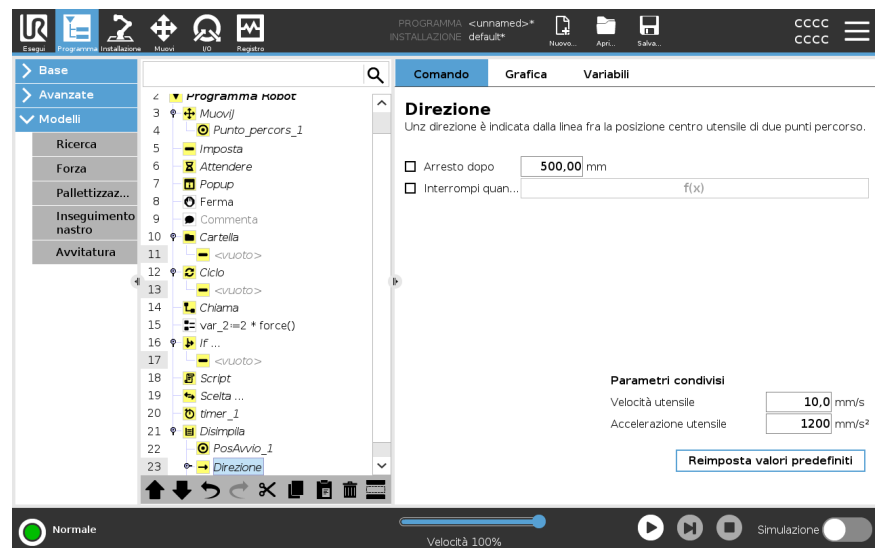 UR
PROGRAMMA <unnamed>*
INSTALLAZIONE default*
Esegui Programma Installazione Muovi I/O Registro
Nuovo... Apri... Salva...
CCCC
CCCC
Base
Avanzate
Modelli
Ricerca
Forza
Pallettizzaz...
Inseguimento
nastro
Avvitatura
2 Programma Robot
3 MuoviJ
4 Punto_percors_1
5 Imposta
6 Attendere
7 Popup
8 Ferma
9 Commenta
10 Cartella
11 <vuoto>
12 Ciclo
13 <vuoto>
14 Chiama
15 var_2:=2 * force()
16 If ...
17 <vuoto>
18 Script
19 Scelta ...
20 timer_1
21 Disimpila
22 PosAvvio_1
23 Direzione
Comando Grafica Variabili
Direzione
Unz direzione è indicata dalla linea fra la posizione centro utensile di due punti percorso.
Arresto dopo 500,00 mm
Interrompi quan... f(x)
Parametri condivisi
Velocità utensile 10,0 mm/s
Accelerazione utensile 1200 mm/s²
Reimposta valori predefiniti
Normale
Velocità 100%
Simulazione